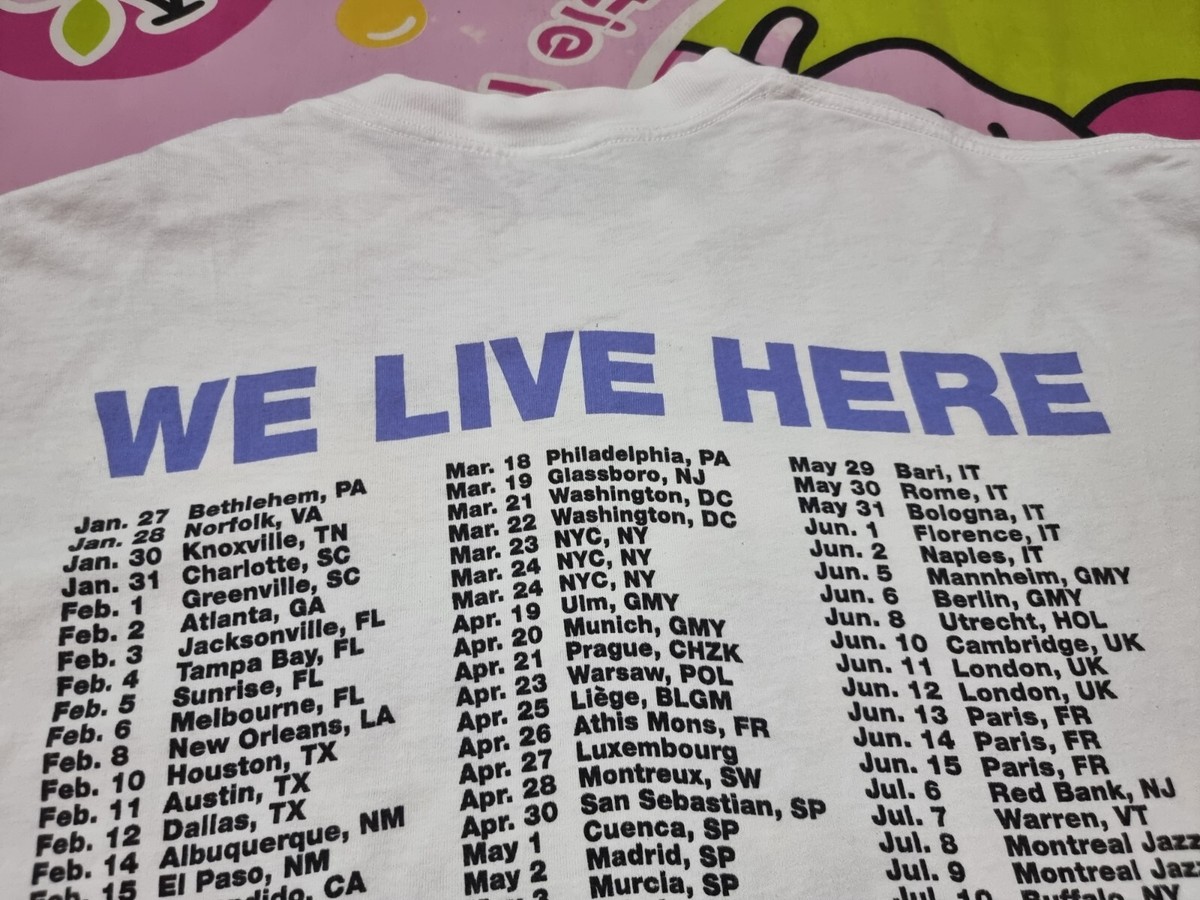 WE LIVE HERE
Jan. 27 Bethlehem, PA
Jan. 28 Norfolk, VA
Jan. 30 Knoxville, TN
Jan. 31 Charlotte, SC
Feb. 1 Greenville, SC
Feb. 2 Atlanta, GA
Feb. 3 Jacksonville, FL
Feb. 4 Tampa Bay, FL
Feb. 5 Sunrise, FL
Feb. 6 Melbourne, FL
Feb. 8 New Orleans, LA
Feb. 10 Houston, TX
Feb. 11 Austin, TX
Feb. 12 Dallas, TX
Feb. 14 Albuquerque, NM
Feb. 15 El Paso, NM
CA
Mar. 18 Philadelphia, PA
Mar. 19 Glassboro, NJ
Mar. 21 Washington, DC
Mar. 22 Washington, DC
Mar. 23 NYC, NY
Mar. 24 NYC, NY
Mar. 24 NYC, NY
Apr. 19 Ulm, GMY
Apr. 20 Munich, GMY
Apr. 21 Prague, CHZK
Apr. 23 Warsaw, POL
Apr. 25 Liège, BLGM
Apr. 26 Athis Mons, FR
Apr. 27 Luxembourg
Apr. 28 Montreux, SW
Apr. 30 San Sebastian, SP
May 1 Cuenca, SP
May 2 Madrid, SP
Murcia, SP
May 29 Bari, IT
May 30 Rome, IT
May 31 Bologna, IT
Jun. 1 Florence, IT
Jun. 2 Naples, IT
Jun. 5 Mannheim, GMY
Jun. 6 Berlin, GMY
Jun. 8 Utrecht, HOL
Jun. 10 Cambridge, UK
Jun. 11 London, UK
Jun. 12 London, UK
Jun. 13 Paris, FR
Jun. 14 Paris, FR
Jun. 15 Paris, FR
Jul. 6 Red Bank, NJ
Jul. 7 Warren, VT
Jul. 8 Montreal Jazz
Jul. 9 Montreal Jazz
Jul. 10 Buffalo, NY